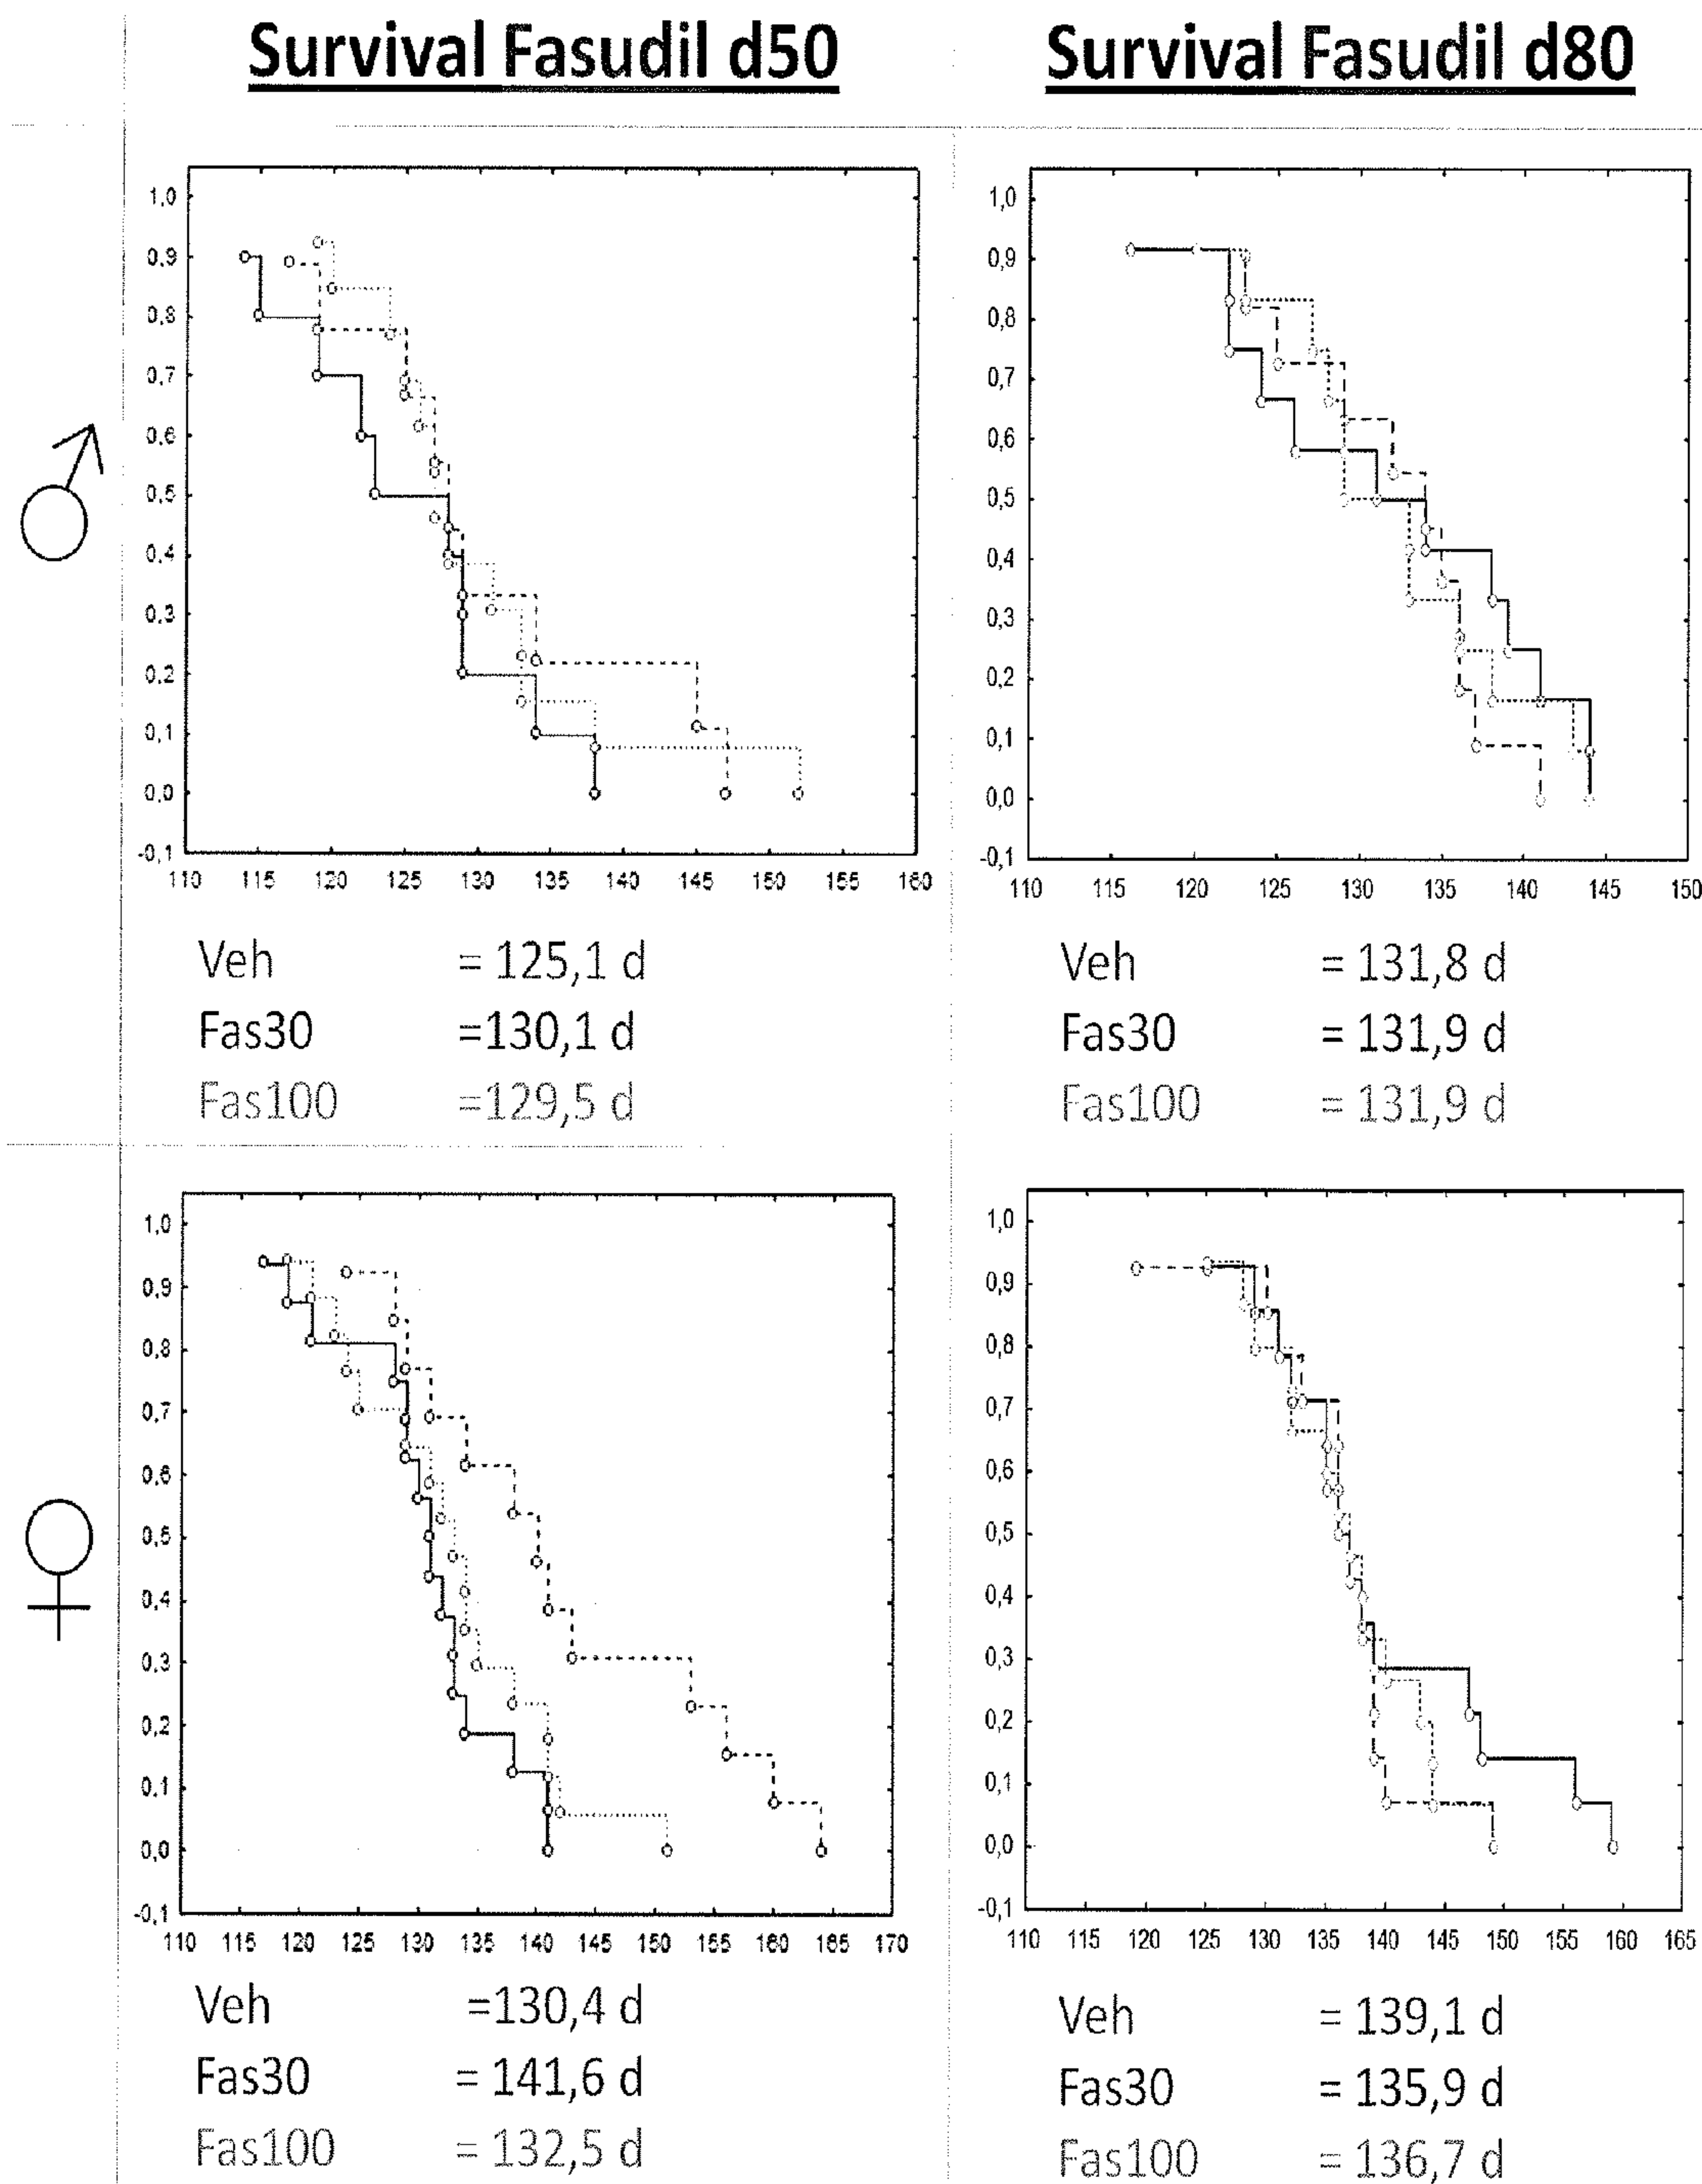 Survival Fasudil d50
Survival Fasudil d80
1,0
0,9
0,8
0,7
0,6
0,5
0,4
0,3
0,2
0,1
0,0
-0,1
110 115 120 125 130 135 140 145 150 155 160
Veh = 125,1 d
Fas30 =130,1 d
Fas100 =129,5 d
1,0
0,9
0,8
0,7
0,6
0,5
0,4
0,3
0,2
0,1
0,0
-0,1
110 115 120 125 130 135 140 145 150
Veh = 131,8 d
Fas30 = 131,9 d
Fas100 = 131,9 d
1,0
0,9
0,8
0,7
0,6
0,5
0,4
0,3
0,2
0,1
0,0
-0,1
110 115 120 125 130 135 140 145 150 155 160 165 170
Veh =130,4 d
Fas30 = 141,6 d
Fas100 = 132,5 d
1,0
0,9
0,8
0,7
0,6
0,5
0,4
0,3
0,2
0,1
0,0
-0,1
110 115 120 125 130 135 140 145 150 155 160 165
Veh = 139,1 d
Fas30 = 135,9 d
Fas100 = 136,7 d